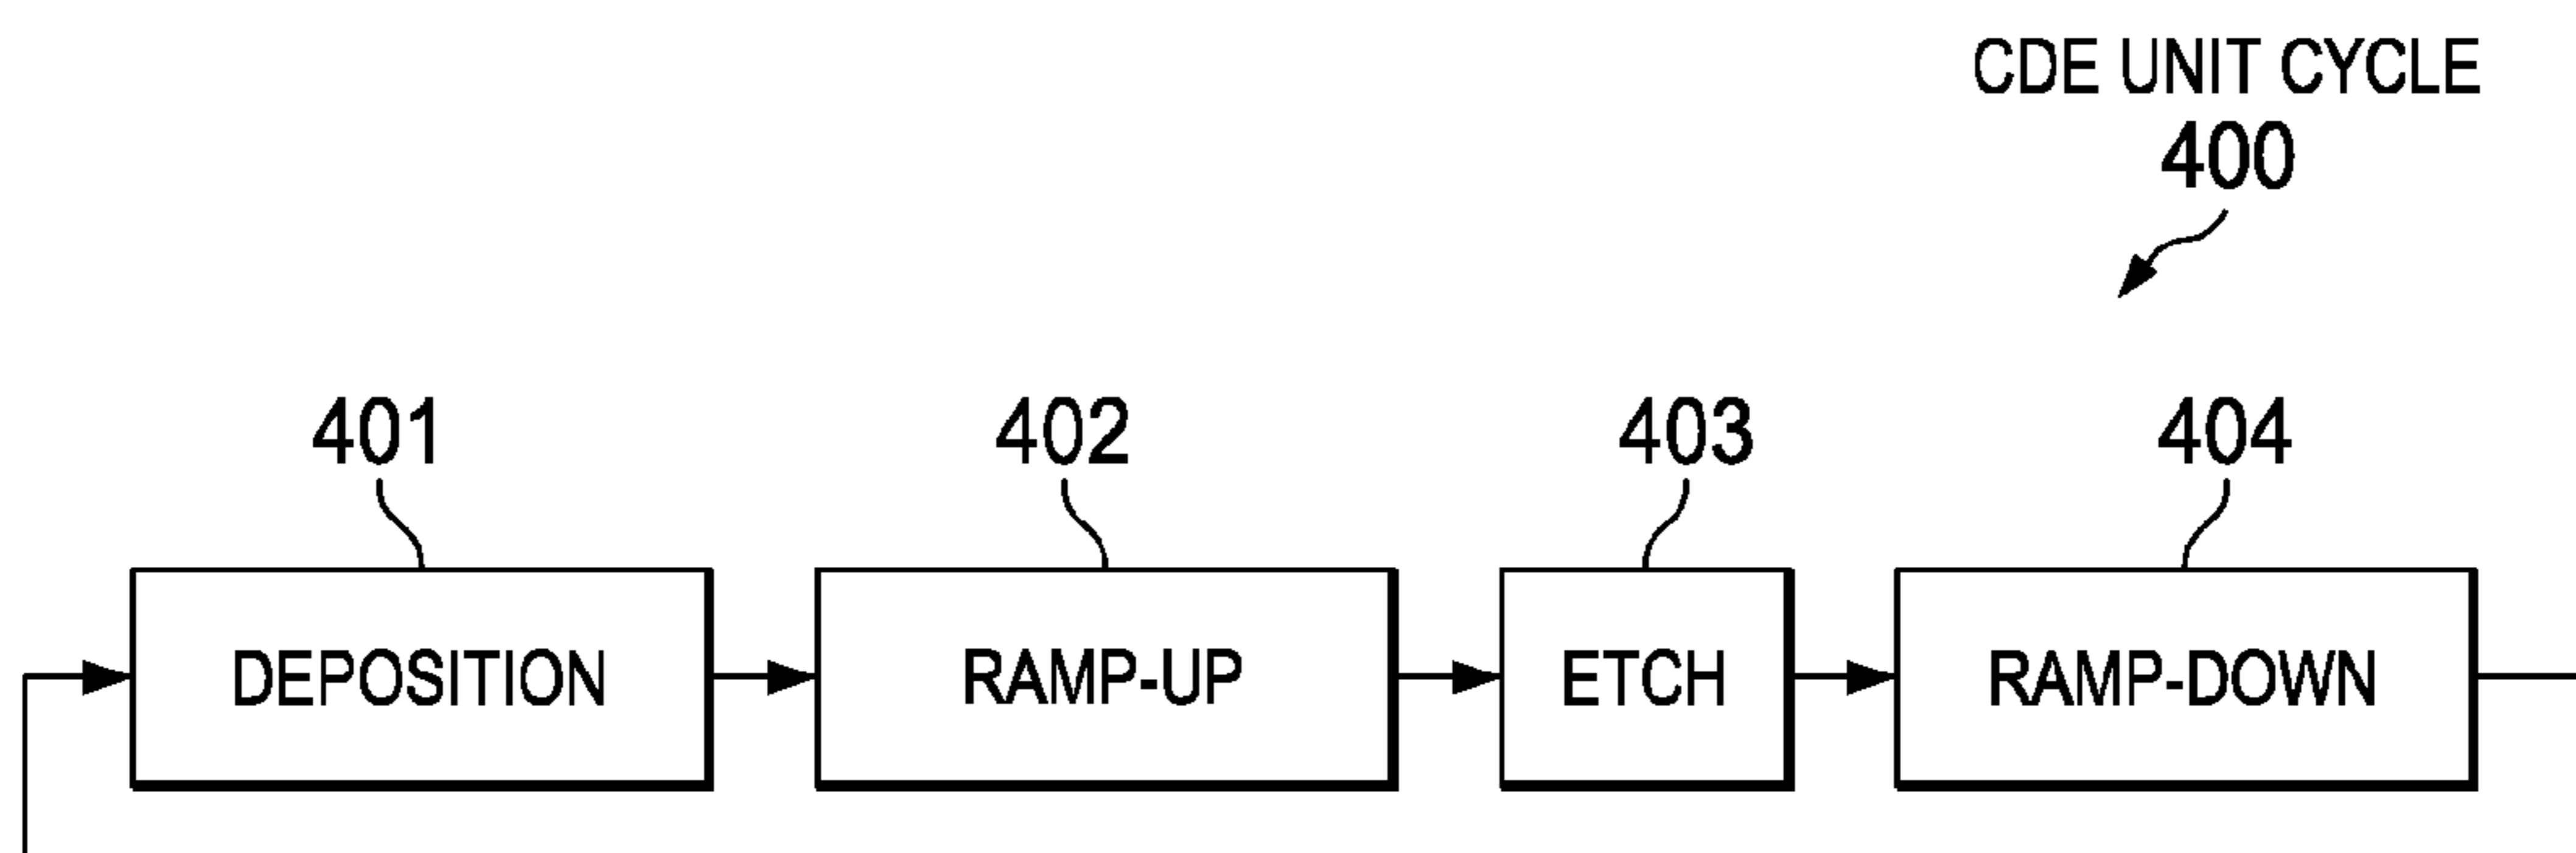 CDE UNIT CYCLE
400
401
402
403
404
DEPOSITION
RAMP-UP
ETCH
RAMP-DOWN